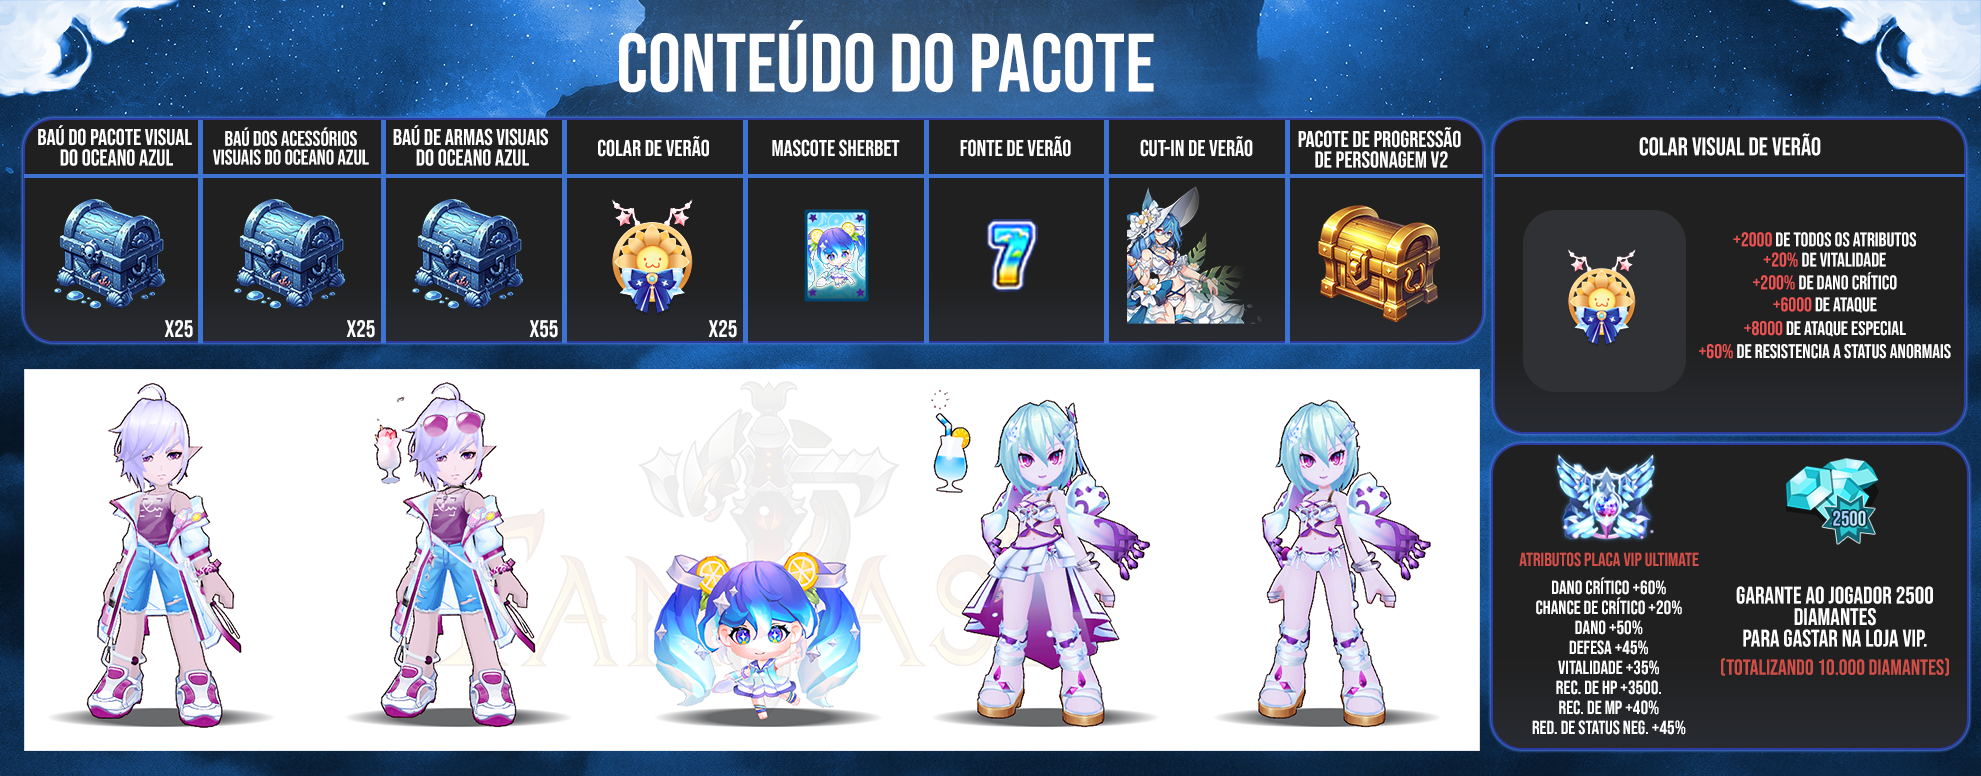 CONTEÚDO DO PACOTE
BAÚ DO PACOTE VISUAL
DO OCEANO AZUL
X25
BAÚ DOS ACESSÓRIOS
VISUAIS DO OCEANO AZUL
X25
BAÚ DE ARMAS VISUAIS
DO OCEANO AZUL
X55
COLAR DE VERÃO
X25
MASCOTE SHERBET
FONTE DE VERÃO
7
CUT-IN DE VERÃO
PACOTE DE PROGRESSÃO
DE PERSONAGEM V2
COLAR VISUAL DE VERÃO
+2000 DE TODOS OS ATRIBUTOS
+20% DE VITALIDADE
+200% DE DANO CRÍTICO
+6000 DE ATAQUE
+8000 DE ATAQUE ESPECIAL
+60% DE RESISTENCIA A STATUS ANORMAIS
ATRIBUTOS PLACA VIP ULTIMATE
DANO CRÍTICO +60%
CHANCE DE CRÍTICO +20%
DANO +50%
DEFESA +45%
VITALIDADE +35%
REC. DE HP +3500.
REC. DE MP +40%
RED. DE STATUS NEG. +45%
2500
GARANTE AO JOGADOR 2500
DIAMANTES
PARA GASTAR NA LOJA VIP.
(TOTALIZANDO 10.000 DIAMANTES)